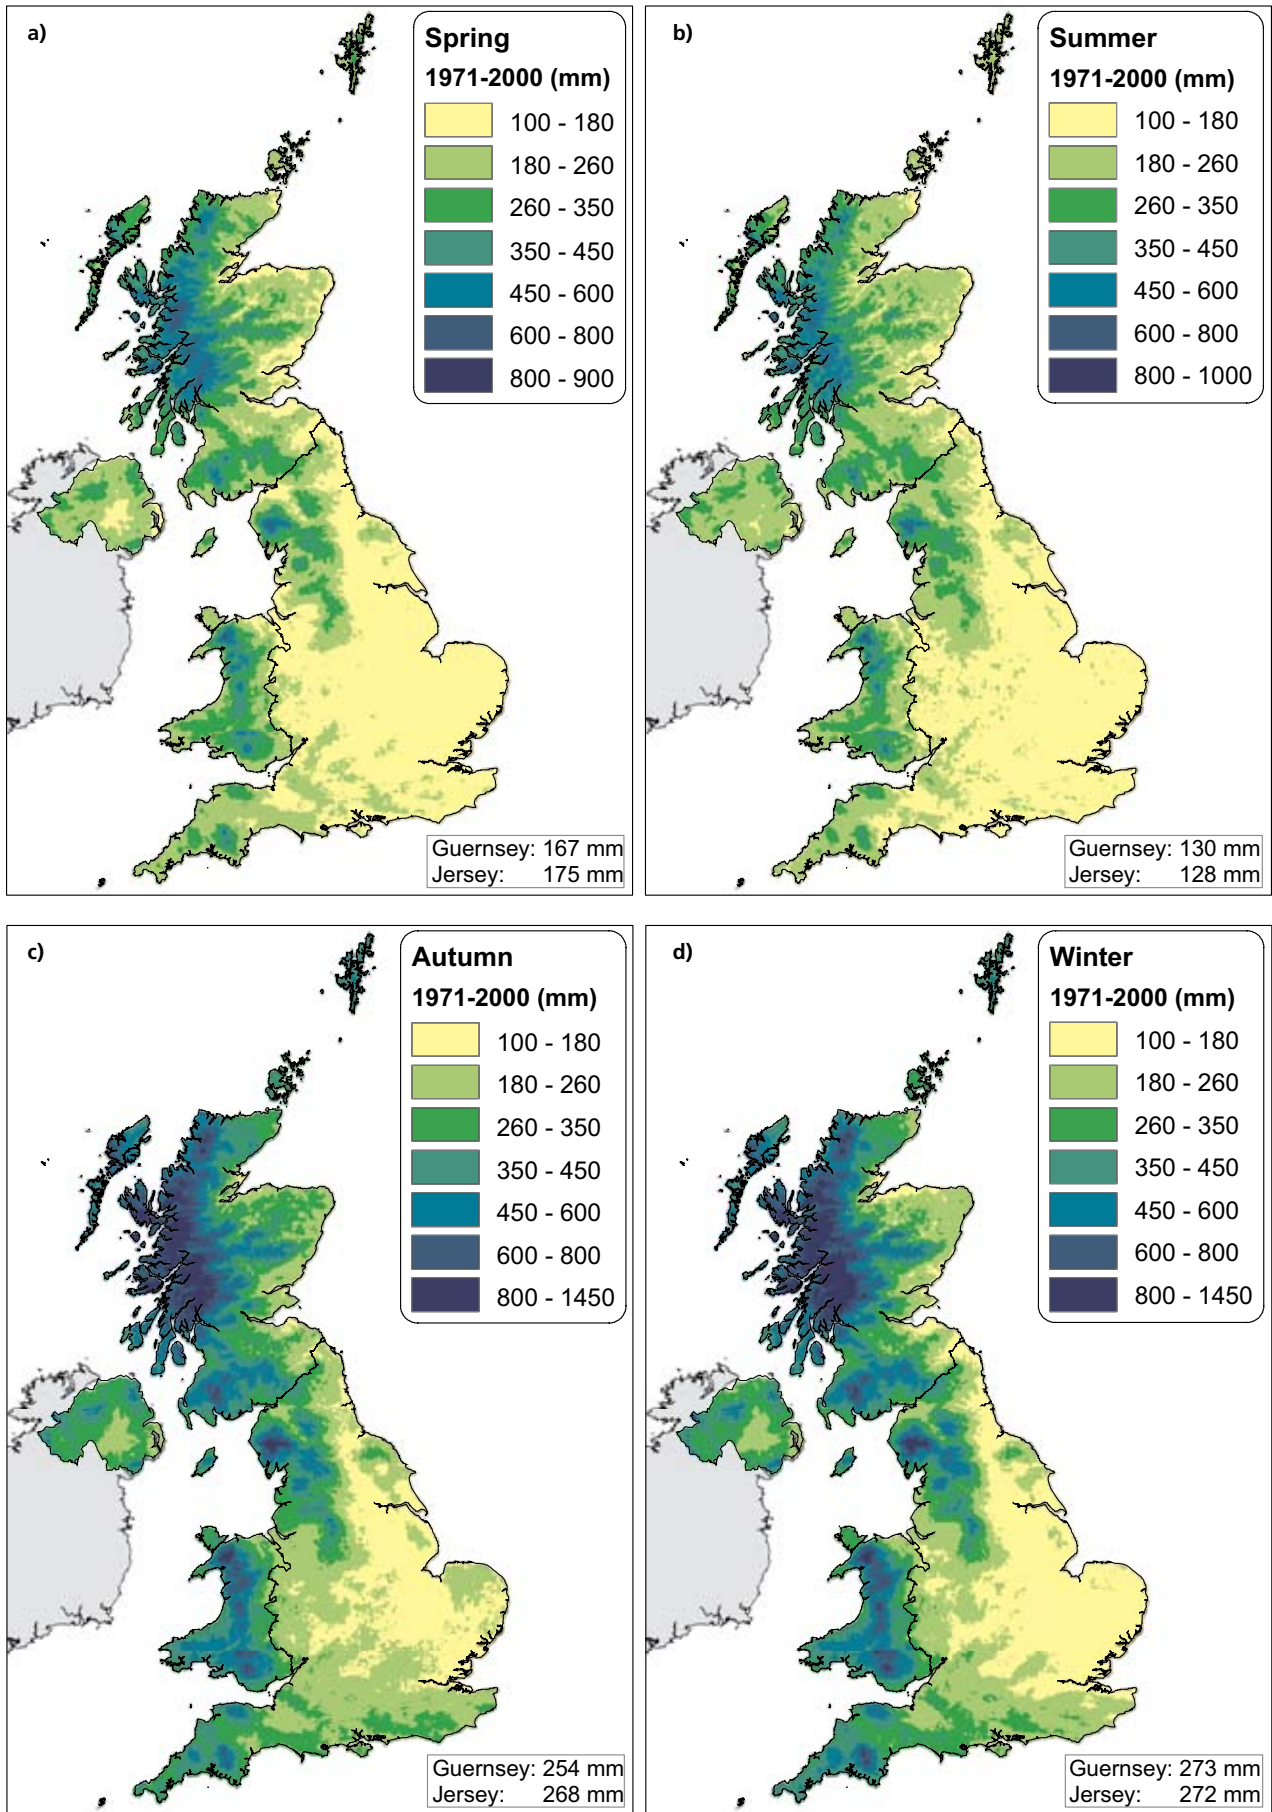 a)
Spring
1971-2000 (mm)
100 - 180
180 - 260
260 - 350
350 - 450
450 - 600
600 - 800
800 - 900
Guernsey: 167 mm
Jersey: 175 mm
b)
Summer
1971-2000 (mm)
100 - 180
180 - 260
260 - 350
350 - 450
450 - 600
600 - 800
800 - 1000
Guernsey: 130 mm
Jersey: 128 mm
c)
Autumn
1971-2000 (mm)
100 - 180
180 - 260
260 - 350
350 - 450
450 - 600
600 - 800
800 - 1450
Guernsey: 254 mm
Jersey: 268 mm
d)
Winter
1971-2000 (mm)
100 - 180
180 - 260
260 - 350
350 - 450
450 - 600
600 - 800
800 - 1450
Guernsey: 273 mm
Jersey: 272 mm